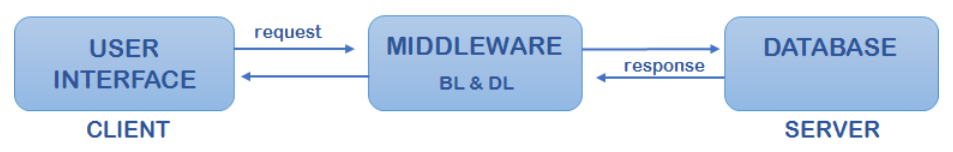 USER
INTERFACE
CLIENT
request
MIDDLEWARE
BL & DL
response
DATABASE
SERVER